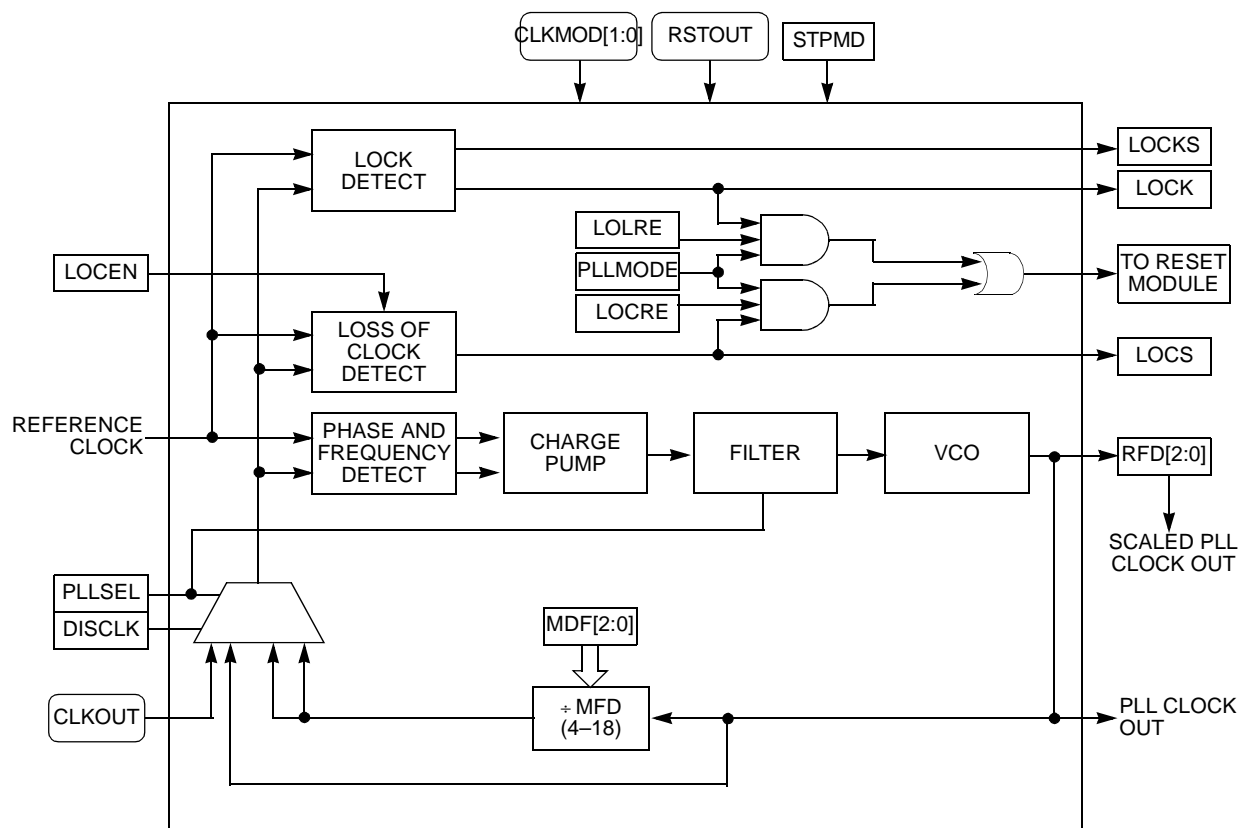 CLKMOD[1:0]
RSTOUT
STPMD
LOCK
DETECT
LOCKS
LOCK
LOLRE
PLLMODE
LOCRE
TO RESET
MODULE
LOCEN
LOSS OF
CLOCK
DETECT
LOCS
REFERENCE
CLOCK
PHASE AND
FREQUENCY
DETECT
CHARGE
PUMP
FILTER
VCO
RFD[2:0]
SCALED PLL
CLOCK OUT
PLLSEL
DISCLK
MDF[2:0]
CLKOUT
÷ MFD
(4–18)
PLL CLOCK
OUT